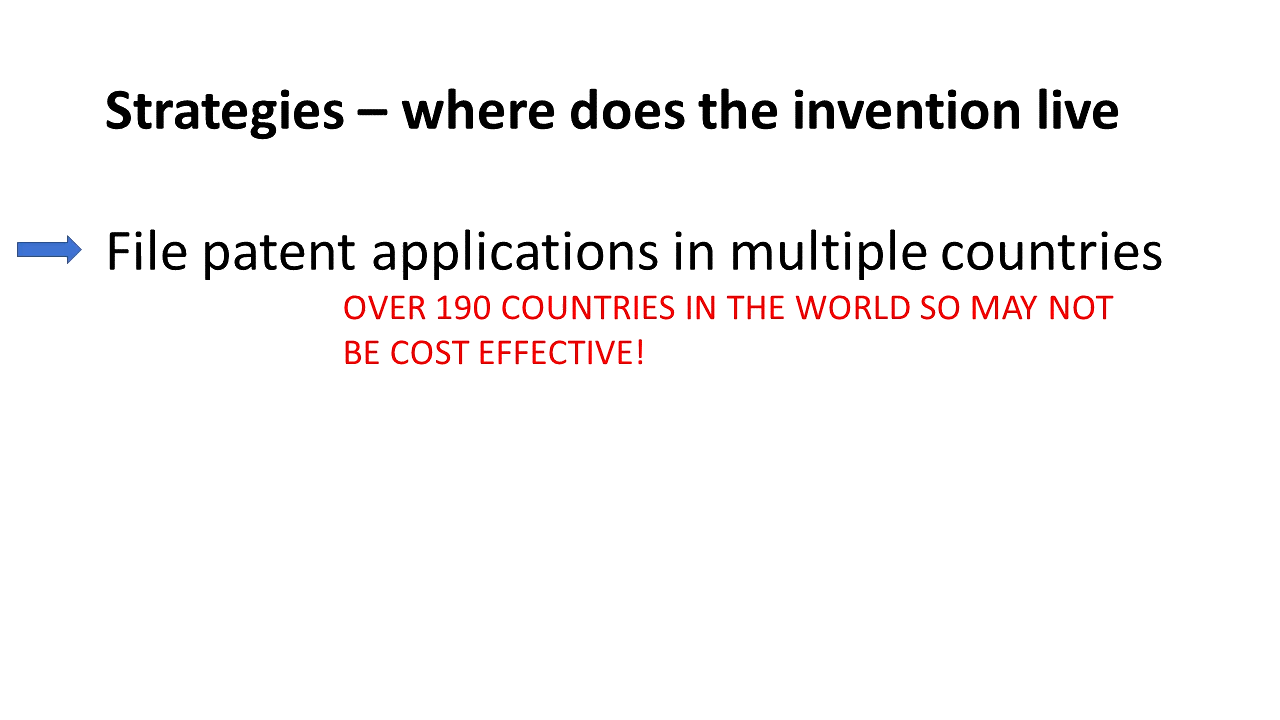 Strategies – where does the invention live
File patent applications in multiple countries
OVER 190 COUNTRIES IN THE WORLD SO MAY NOT
BE COST EFFECTIVE!